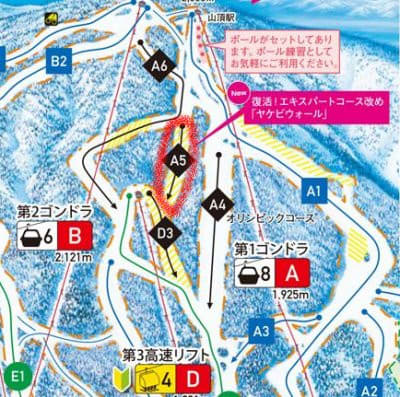 山頂駅
ポールがセットしてあり
ます。ポール練習として
お気軽にご利用ください。
B2
A6
New
復活!エキスパートコース改め
「ヤケビウォール」
A5
A4
A1
オリンピックコース
D3
第2ゴンドラ
6 B
2,121m
第1ゴンドラ
8 A
1,925m
A3
A2
第3高速リフト
4 D
E1